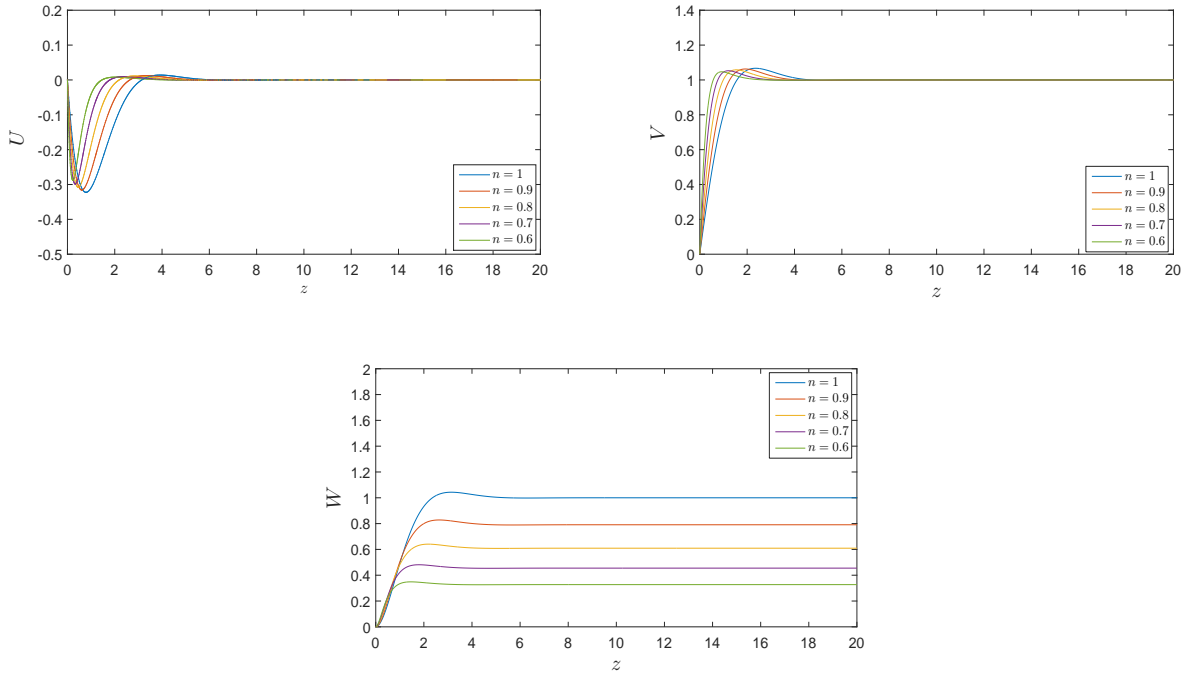 0.2
0.1
0
-0.1
-0.2
-0.3
-0.4
-0.5
U
0 2 4 6 8 10 12 14 16 18 20
z
n = 1
n = 0.9
n = 0.8
n = 0.7
n = 0.6
1.4
1.2
1
0.8
0.6
0.4
0.2
0
V
0 2 4 6 8 10 12 14 16 18 20
z
n = 1
n = 0.9
n = 0.8
n = 0.7
n = 0.6
2
1.8
1.6
1.4
1.2
1
0.8
0.6
0.4
0.2
0
W
0 2 4 6 8 10 12 14 16 18 20
z
n = 1
n = 0.9
n = 0.8
n = 0.7
n = 0.6